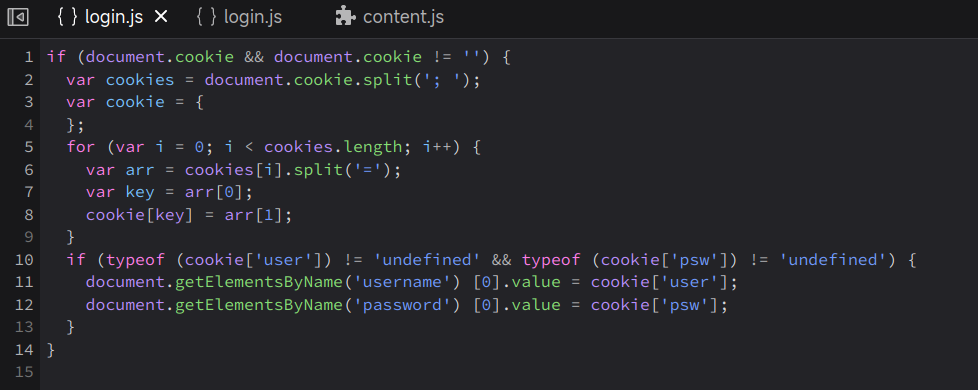 { } login.js × { } login.js content.js
1 if (document.cookie && document.cookie != '') {
2   var cookies = document.cookie.split('; ');
3   var cookie = {
4   };
5   for (var i = 0; i < cookies.length; i++) {
6     var arr = cookies[i].split('=');
7     var key = arr[0];
8     cookie[key] = arr[1];
9   }
10   if (typeof (cookie['user']) != 'undefined' && typeof (cookie['psw']) != 'undefined') {
11     document.getElementsByName('username') [0].value = cookie['user'];
12     document.getElementsByName('password') [0].value = cookie['psw'];
13   }
14 }
15